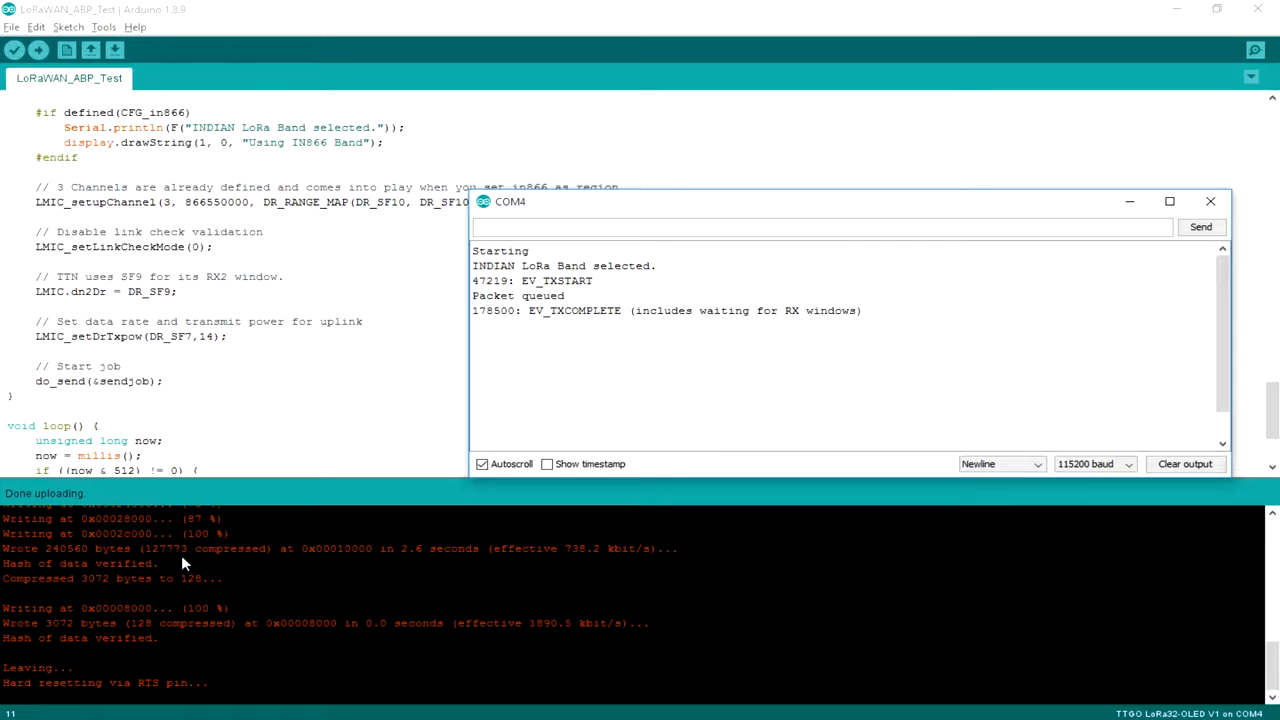 LoRaWAN_ABP_Test | Arduino 1.8.9
File Edit Sketch Tools Help
LoRaWAN_ABP_Test
#if defined(CFG_in866)
Serial.println(F("INDIAN LoRa Band selected."));
display.drawString(1, 0, "Using IN866 Band");
#endif
// 3 Channels are already defined and comes into play when you set in866 as region
LMIC_setupChannel(3, 866550000, DR_RANGE_MAP(DR_SF10, DR_SF10
// Disable link check validation
LMIC_setLinkCheckMode(0);
// TTN uses SF9 for its RX2 window.
LMIC.dn2Dr = DR_SF9;
// Set data rate and transmit power for uplink
LMIC_setDrTxpow(DR_SF7,14);
// Start job
do_send(&sendjob);
}
void loop() {
unsigned long now;
now = millis();
if ((now & 512) != 0) {
COM4
Send
Starting
INDIAN LoRa Band selected.
47219: EV_TXSTART
Packet queued
178500: EV_TXCOMPLETE (includes waiting for RX windows)
Autoscroll Show timestamp Newline 115200 baud Clear output
Done uploading.
Writing at 0x00028000... (87 %)
Writing at 0x0002c000... (100 %)
Wrote 240560 bytes (127773 compressed) at 0x00010000 in 2.6 seconds (effective 738.2 kbit/s)...
Hash of data verified.
Compressed 3072 bytes to 128...
Writing at 0x00008000... (100 %)
Wrote 3072 bytes (128 compressed) at 0x00008000 in 0.0 seconds (effective 1890.5 kbit/s)...
Hash of data verified.
Leaving...
Hard resetting via RTS pin...
11
TTGO LoRa32-OLED V1 on COM4